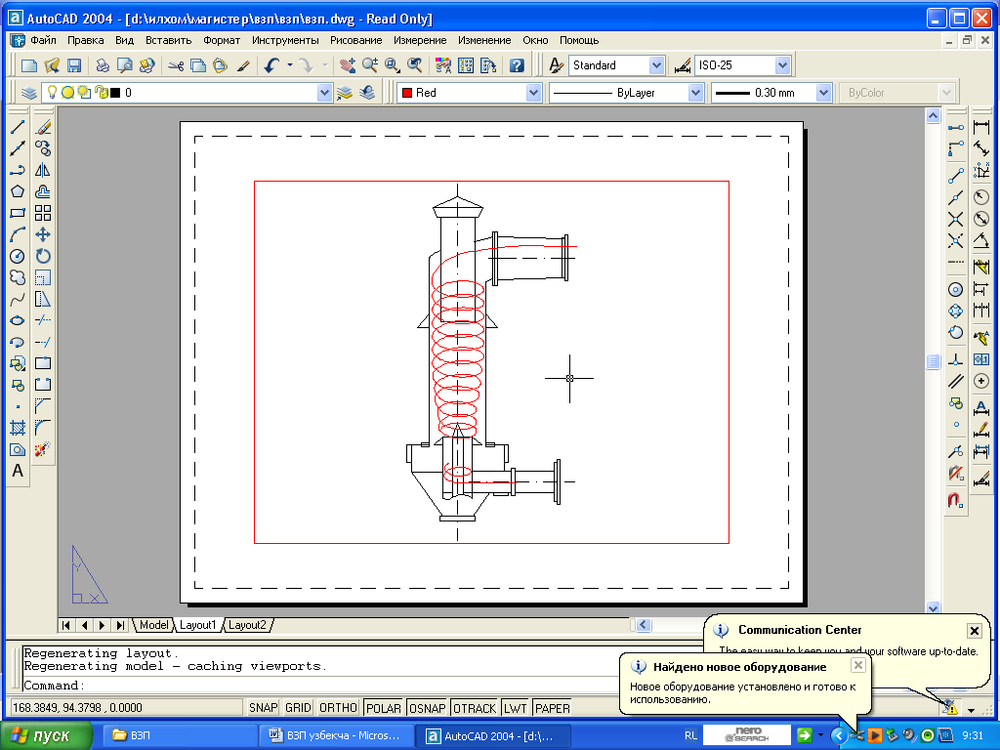 AutoCAD 2004 - [d:\илхом\магистер\взп\взп\взп.dwg - Read Only]
Файл Правка Вид Вставить Формат Инструменты Рисование Измерение Изменение Окно Помощь
Standard ISO-25
0 Red ByLayer 0.30 mm ByColor
A
Y
X
Model Layout1 Layout2
Regenerating layout.
Regenerating model - caching viewports.
Command:
Communication Center
The easy way to keep you and your software up-to-date.
Найдено новое оборудование
Новое оборудование установлено и готово к
использованию.
168.3849, 94.3798 , 0.0000 SNAP GRID ORTHO POLAR OSNAP OTRACK LWT PAPER
пуск ВЗП ВЗП узбекча - Micros... AutoCAD 2004 - [d:\... RL nero SEARCH 9:31